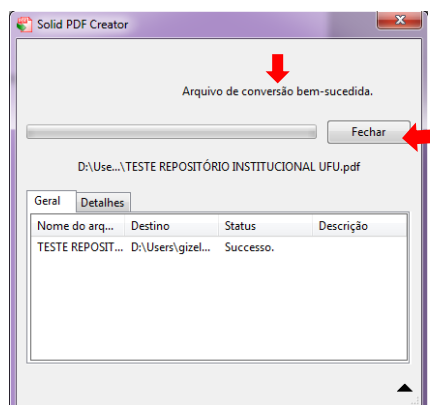 Solid PDF Creator
Arquivo de conversão bem-sucedida.
Fechar
D:\Use...\TESTE REPOSITÓRIO INSTITUCIONAL UFU.pdf
Geral Detalhes
Nome do arq... Destino Status Descrição
TESTE REPOSIT... D:\Users\gizel... Successo.